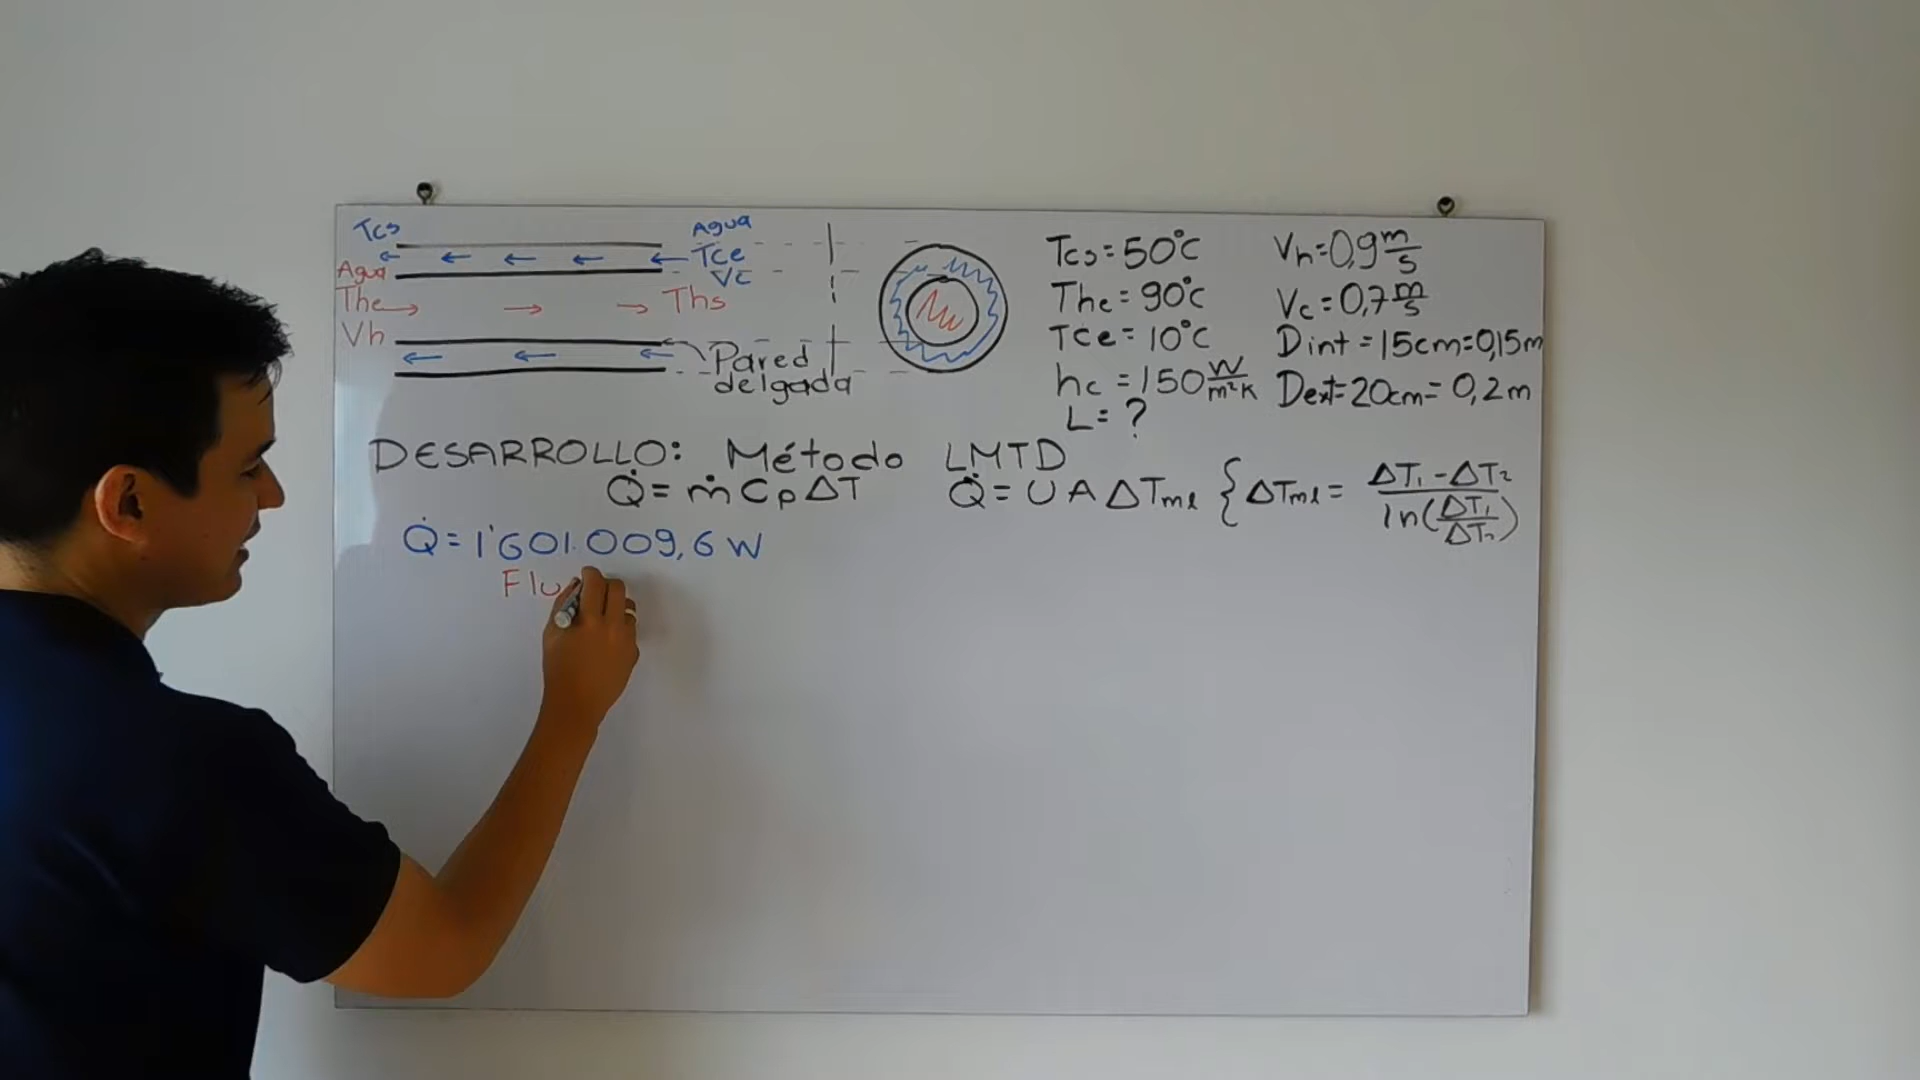 Tcs
Agua
Tce
Vc
Agua
The
Ths
Vh
Pared
delgada
Tcs = 50°C
The = 90°C
Tce = 10°C
hc = 150 W/m²K
L = ?
Vh = 0,9 m/s
Vc = 0,7 m/s
Dint = 15cm = 0,15m
Dext = 20cm = 0,2m
DESARROLLO: Método LMTD
Q̇ = ṁ Cp ΔT
Q̇ = U A ΔTml { ΔTml = (ΔT₁ - ΔT₂) / ln(ΔT₁/ΔT₂)
Q̇ = 1'601.009,6 W
Flu